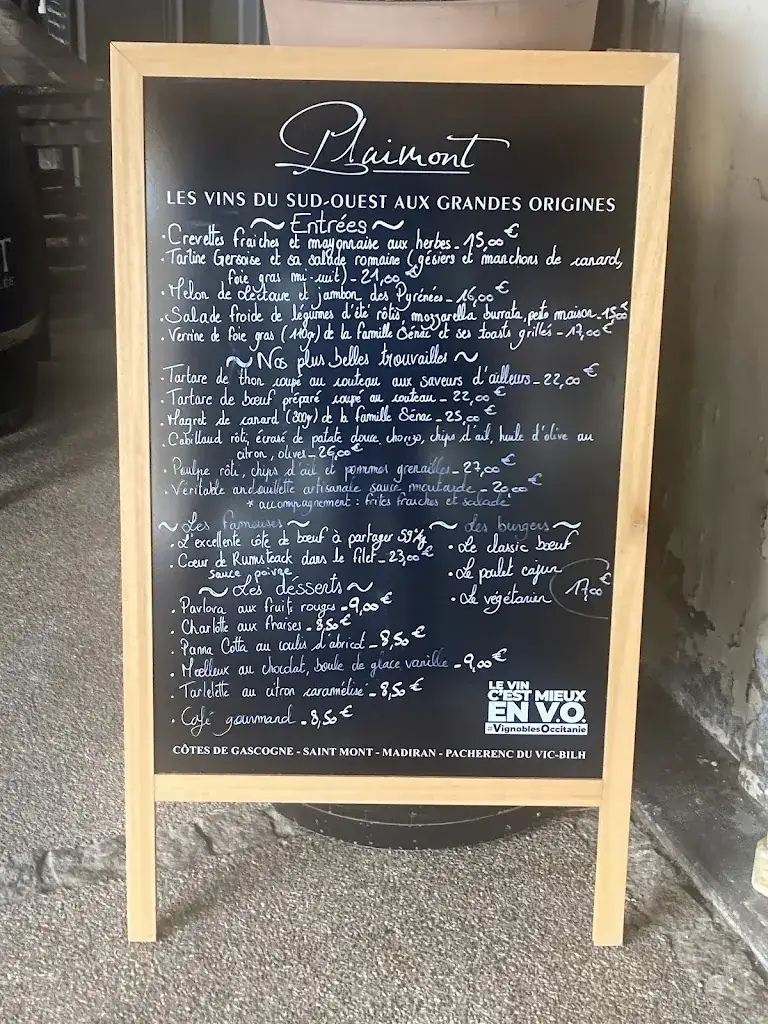 Plaimont
LES VINS DU SUD-OUEST AUX GRANDES ORIGINES
~ Entrées ~
· Crevettes fraiches et mayonnaise aux herbes - 15,00€
· Tartine Gersoise et sa salade romaine (gésiers et manchons de canard,
foie gras mi-cuit) - 21,00€
· Melon de Lectoure et jambon des Pyrénées - 16,00€
· Salade froide de légumes d'été rôtis, mozzarella burrata, pesto maison - 15,00€
· Verrine de foie gras (110gr) de la famille Sénac et ses toasts grillés - 17,00€
~ Nos plus belles trouvailles ~
· Tartare de thon coupé au couteau aux saveurs d'ailleurs - 22,00€
· Tartare de bœuf préparé coupé au couteau - 22,00€
· Magret de canard (300gr) de la famille Sénac - 25,00€
· Cabillaud rôti, écrasé de patate douce, chorizo, chips d'ail, huile d'olive au
citron, olives - 26,00€
· Poulpe rôti, chips d'ail et pommes grenailles - 27,00€
· Véritable andouillette artisanale sauce moutarde - 20,00€
* accompagnement : frites fraiches et salade
~ Les fameuses ~
· L'excellente côte de bœuf à partager 59€/kg
· Coeur de Rumsteack dans le filet - 23,00€
sauce poivre
~ Les burgers ~
· Le classic bœuf
· Le poulet cajun
· Le végétarien 17,00€
~ Les désserts ~
· Pavlova aux fruits rouges - 9,00€
· Charlotte aux fraises - 8,50€
· Panna Cotta au coulis d'abricot - 8,50€
· Moelleux au chocolat, boule de glace vanille - 9,00€
· Tartelette au citron caramélisé - 8,50€
· Café gourmand - 8,50€
LE VIN
C'EST MIEUX
EN V.O.
#VignoblesOccitanie
CÔTES DE GASCOGNE - SAINT MONT - MADIRAN - PACHERENC DU VIC-BILH